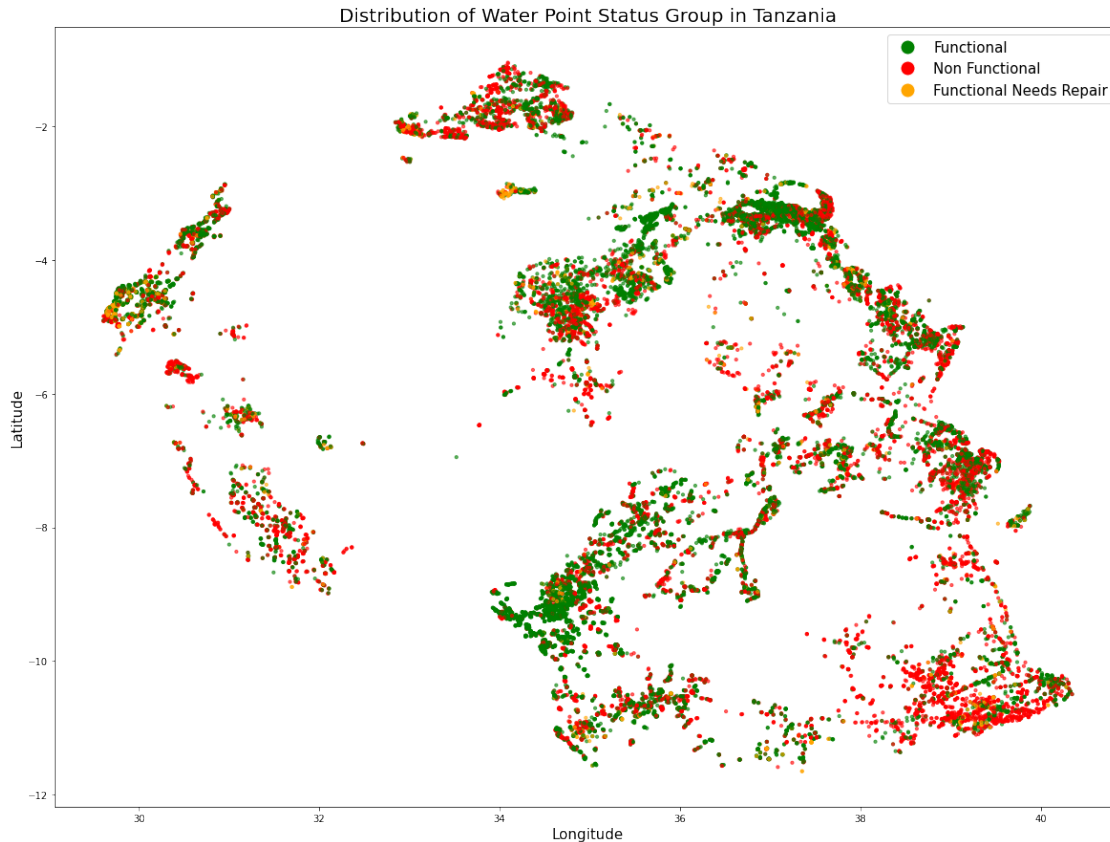 Distribution of Water Point Status Group in Tanzania
Functional
Non Functional
Functional Needs Repair
−2
−4
−6
−8
−10
−12
Latitude
30
32
34
36
38
40
Longitude